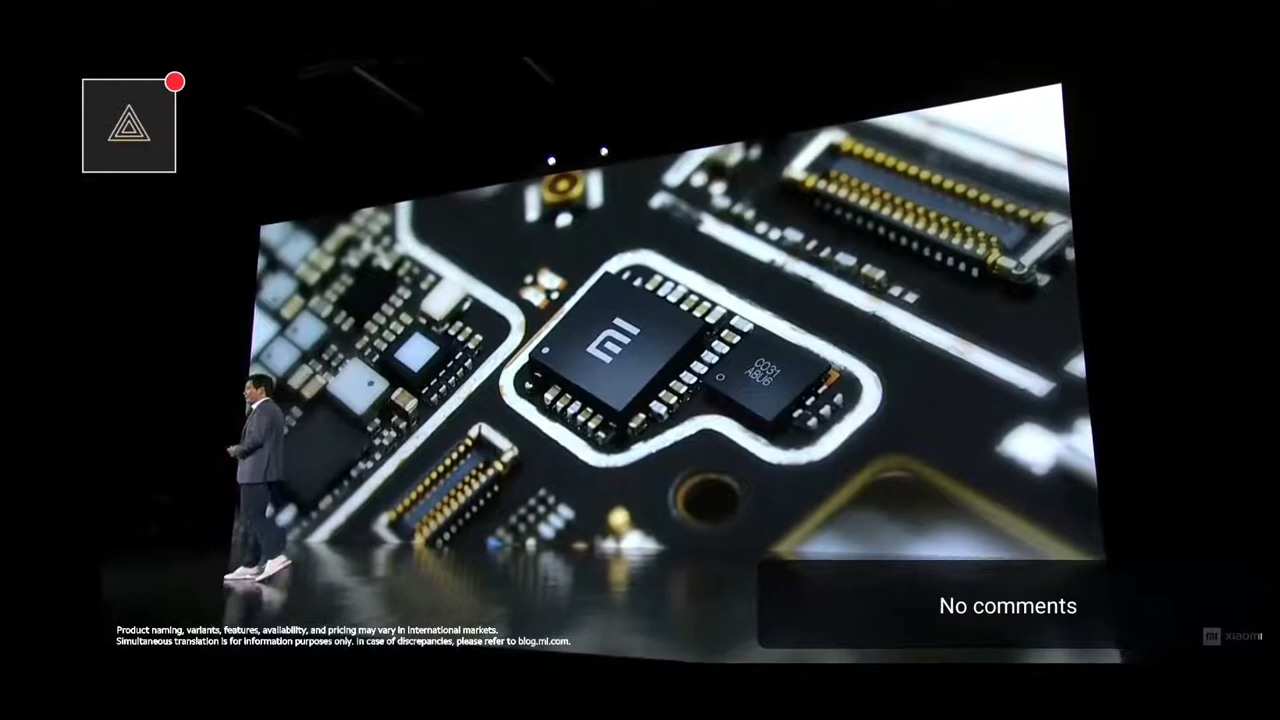 mi
C031
ABU6
No comments
Product naming, variants, features, availability, and pricing may vary in international markets.
Simultaneous translation is for information purposes only. In case of discrepancies, please refer to blog.mi.com.
mi xiaomi